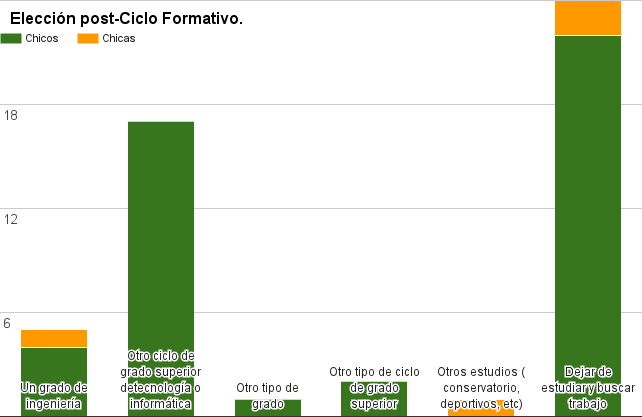 Elección post-Ciclo Formativo.
Chicos
Chicas
18
12
6
Un grado de
ingeniería
Otro ciclo de
grado superior
detecnología o
informática
Otro tipo de
grado
Otro tipo de ciclo
de grado
superior
Otros estudios (
conservatorio,
deportivos, etc)
Dejar de
estudiar y buscar
trabajo